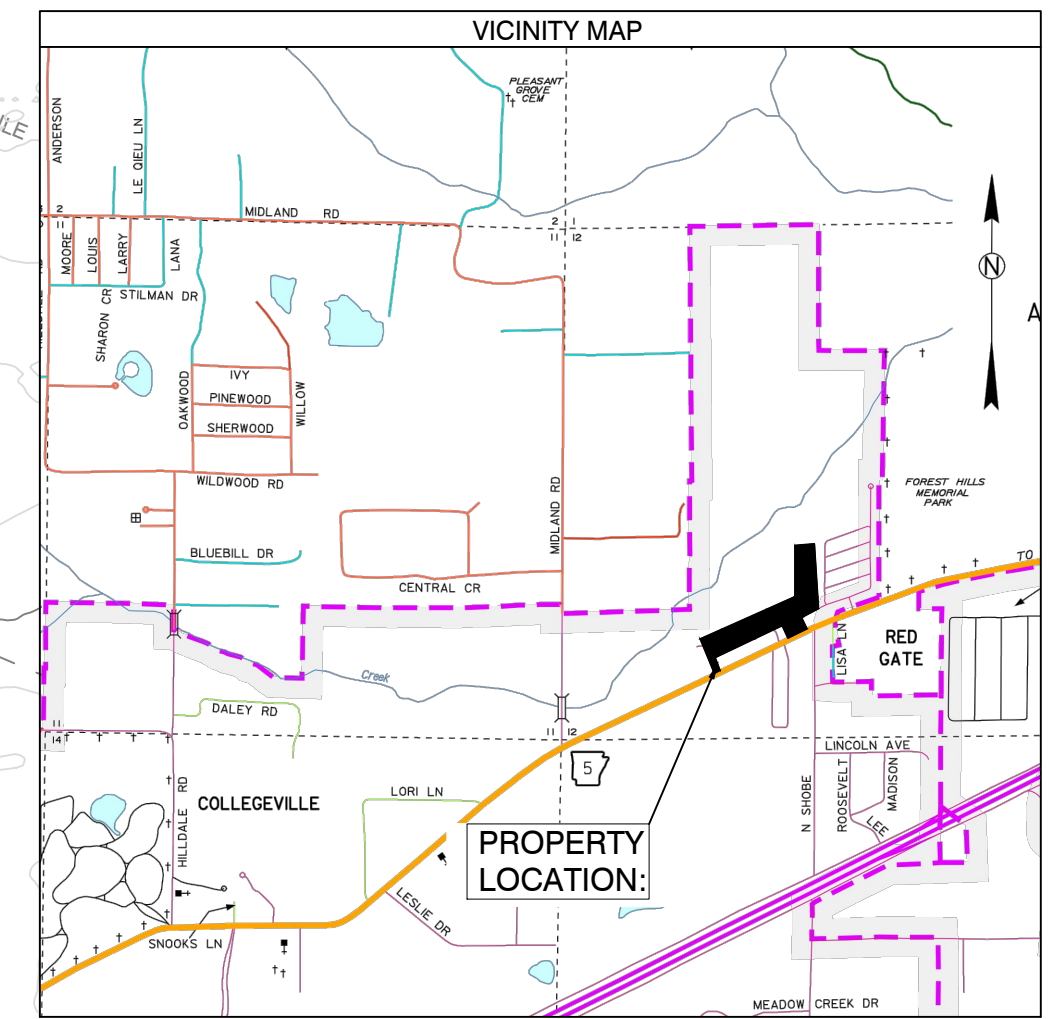 VICINITY MAP
PLEASANT
GROVE
CEM
ANDERSON
LE QIEU LN
MIDLAND RD
2
11
2
1
11
12
MOORE
LOUIS
LARRY
LANA
STILMAN DR
SHARON CR
N
A
OAKWOOD
IVY
PINEWOOD
SHERWOOD
WILLOW
WILDWOOD RD
MIDLAND RD
FOREST HILLS
MEMORIAL
PARK
BLUEBILL DR
CENTRAL CR
TO
LISA LN
RED
GATE
Creek
DALEY RD
11
14
11
12
5
LINCOLN AVE
N SHOBE
ROOSEVELT
MADISON
LEE
COLLEGEVILLE
HILLDALE RD
LORI LN
PROPERTY
LOCATION:
LESLIE DR
SNOOKS LN
MEADOW CREEK DR